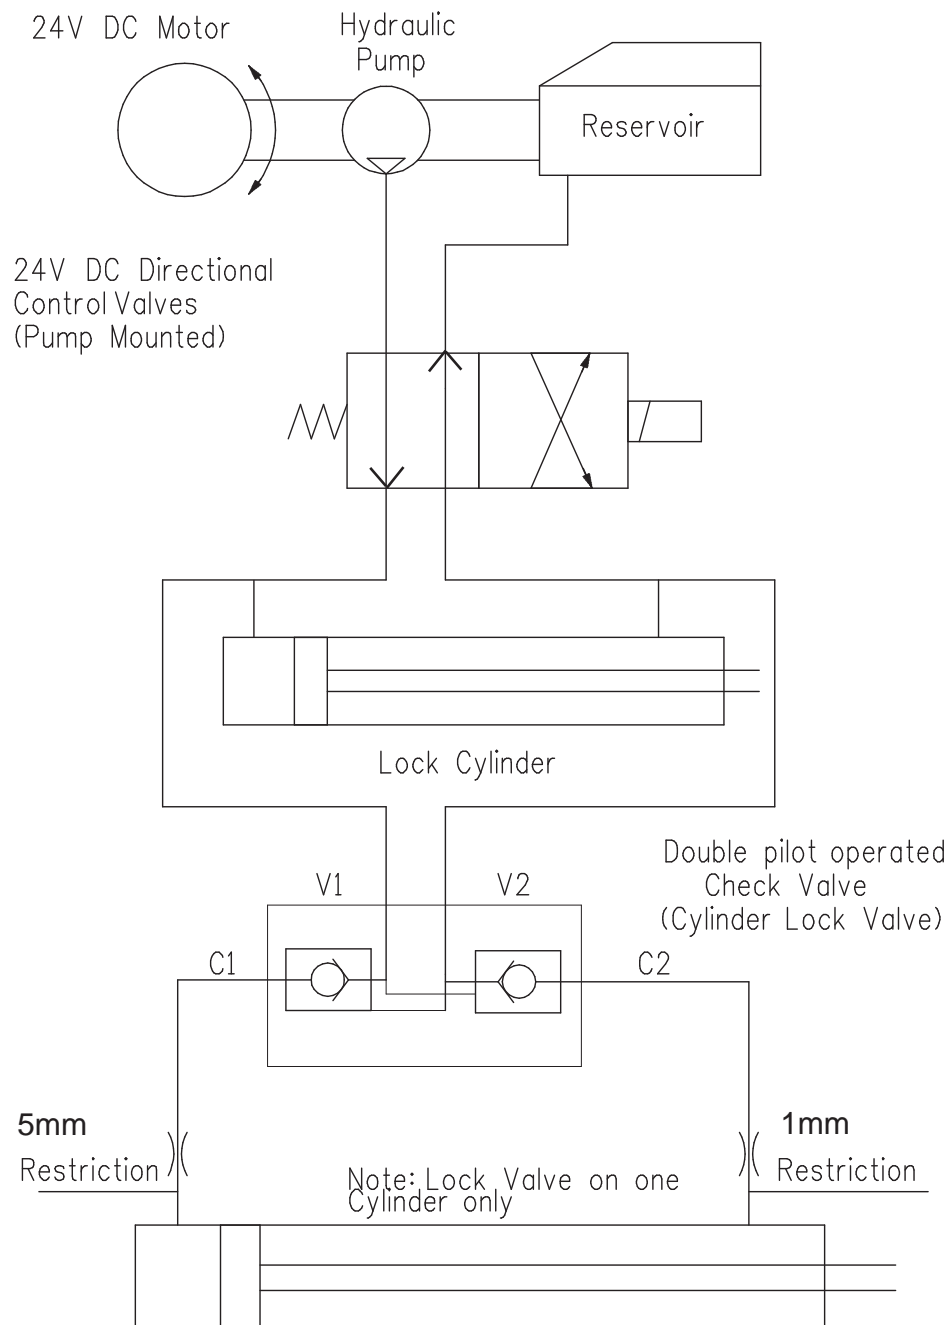 24V DC Motor
Hydraulic
Pump
Reservoir
24V DC Directional
Control Valves
(Pump Mounted)
Lock Cylinder
Double pilot operated
Check Valve
(Cylinder Lock Valve)
V1
V2
C1
C2
5mm
Restriction
1mm
Restriction
Note: Lock Valve on one
Cylinder only